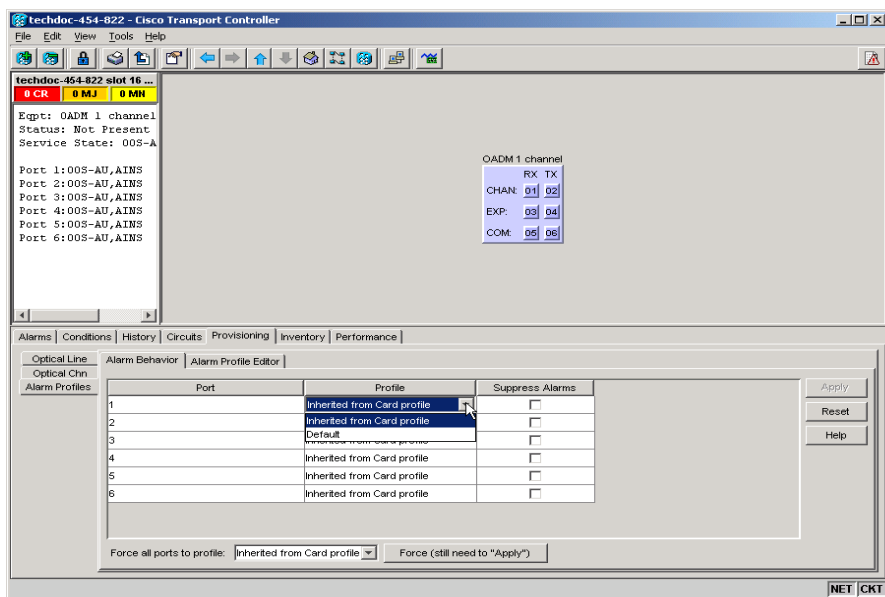 techdoc-454-822 - Cisco Transport Controller
File Edit View Tools Help
techdoc-454-822 slot 16 ...
0 CR 0 MJ 0 MN
Eqpt: OADM 1 channel
Status: Not Present
Service State: OOS-A
Port 1:OOS-AU,AINS
Port 2:OOS-AU,AINS
Port 3:OOS-AU,AINS
Port 4:OOS-AU,AINS
Port 5:OOS-AU,AINS
Port 6:OOS-AU,AINS
OADM 1 channel
RX TX
CHAN: 01 02
EXP: 03 04
COM: 05 06
Alarms Conditions History Circuits Provisioning Inventory Performance
Optical Line
Optical Chn
Alarm Profiles
Alarm Behavior Alarm Profile Editor
Port Profile Suppress Alarms
1 Inherited from Card profile
2 Inherited from Card profile
Default
3 Inherited from Card profile
4 Inherited from Card profile
5 Inherited from Card profile
6 Inherited from Card profile
Apply
Reset
Help
Force all ports to profile: Inherited from Card profile Force (still need to "Apply")
NET CKT